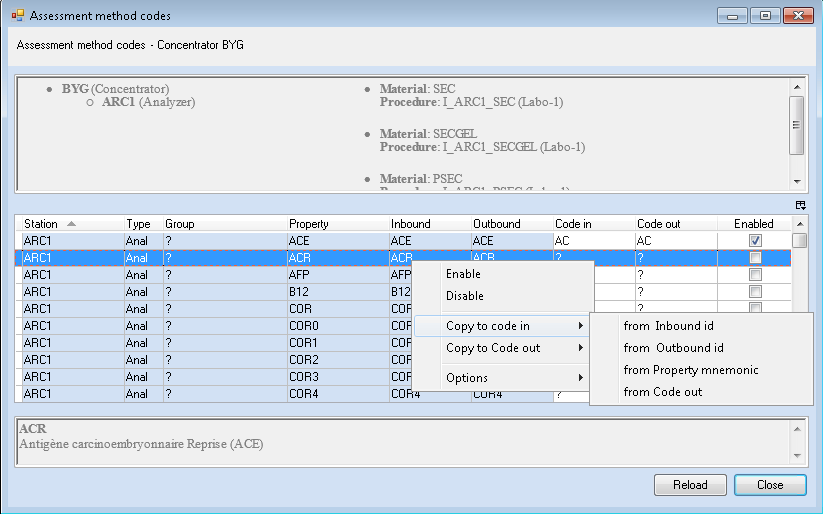 Assessment method codes
Assessment method codes - Concentrator BYG
BYG (Concentrator)
ARC1 (Analyzer)
Material: SEC
Procedure: I_ARC1_SEC (Labo-1)
Material: SECGEL
Procedure: I_ARC1_SECGEL (Labo-1)
Material: PSEC
Procedure: I_ARC1_PSEC (Labo-1)
Station Type Group Property Inbound Outbound Code in Code out Enabled
ARC1 Anal ? ACE ACE ACE AC AC
ARC1 Anal ? ACR ACR ACR ? ?
ARC1 Anal ? AFP AFP ?
ARC1 Anal ? B12 B12 ?
ARC1 Anal ? COR COR ?
ARC1 Anal ? COR0 COR
ARC1 Anal ? COR1 COR
ARC1 Anal ? COR2 COR
ARC1 Anal ? COR3 COR
ARC1 Anal ? COR4 COR4 COR4 ?
Enable
Disable
Copy to code in
Copy to Code out
Options
from Inbound id
from Outbound id
from Property mnemonic
from Code out
ACR
Antigène carcinoembryonnaire Reprise (ACE)
Reload Close